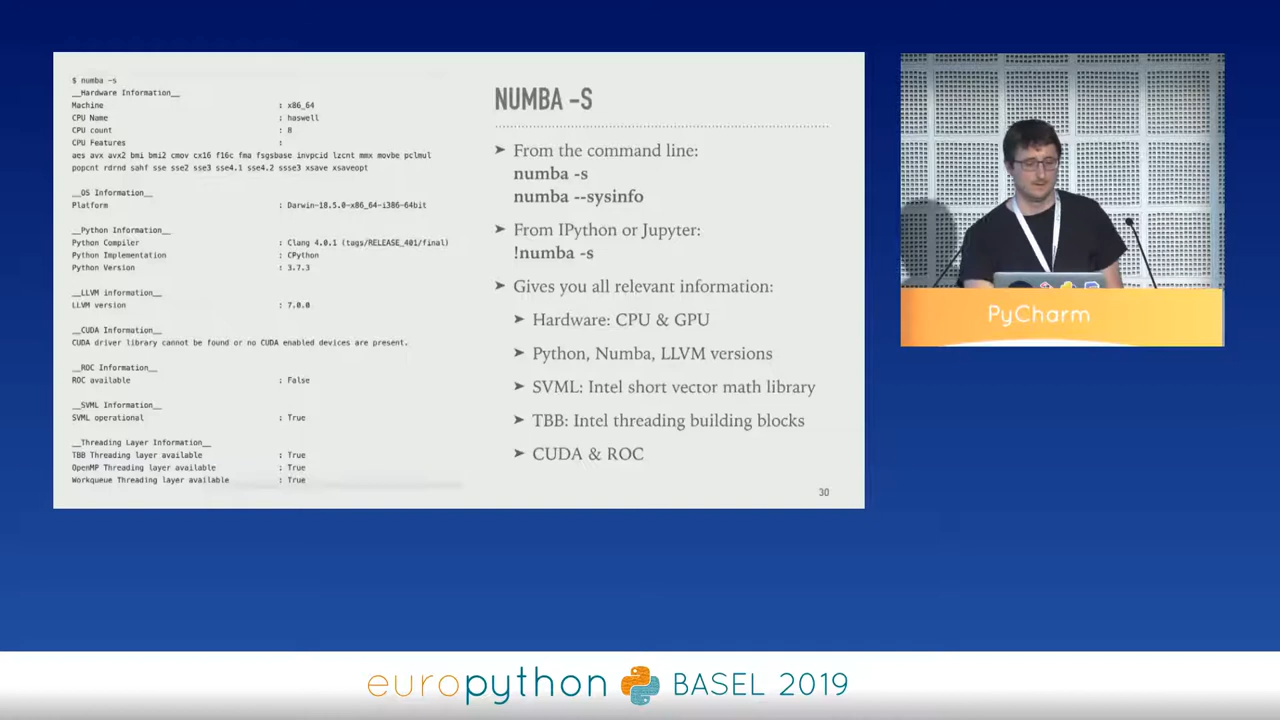 $ numba -s
__Hardware Information__
Machine : x86_64
CPU Name : haswell
CPU count : 8
CPU Features :
aes avx avx2 bmi bmi2 cmov cx16 f16c fma fsgsbase invpcid lzcnt mmx movbe pclmul
popcnt rdrnd sahf sse sse2 sse3 sse4.1 sse4.2 ssse3 xsave xsaveopt
__OS Information__
Platform : Darwin-18.5.0-x86_64-i386-64bit
__Python Information__
Python Compiler : Clang 4.0.1 (tags/RELEASE_401/final)
Python Implementation : CPython
Python Version : 3.7.3
__LLVM information__
LLVM version : 7.0.0
__CUDA Information__
CUDA driver library cannot be found or no CUDA enabled devices are present.
__ROC Information__
ROC available : False
__SVML Information__
SVML operational : True
__Threading Layer Information__
TBB Threading layer available : True
OpenMP Threading layer available : True
Workqueue Threading layer available : True
NUMBA -S
➤ From the command line:
numba -s
numba --sysinfo
➤ From IPython or Jupyter:
!numba -s
➤ Gives you all relevant information:
➤ Hardware: CPU & GPU
➤ Python, Numba, LLVM versions
➤ SVML: Intel short vector math library
➤ TBB: Intel threading building blocks
➤ CUDA & ROC
30
PyCharm
europython BASEL 2019